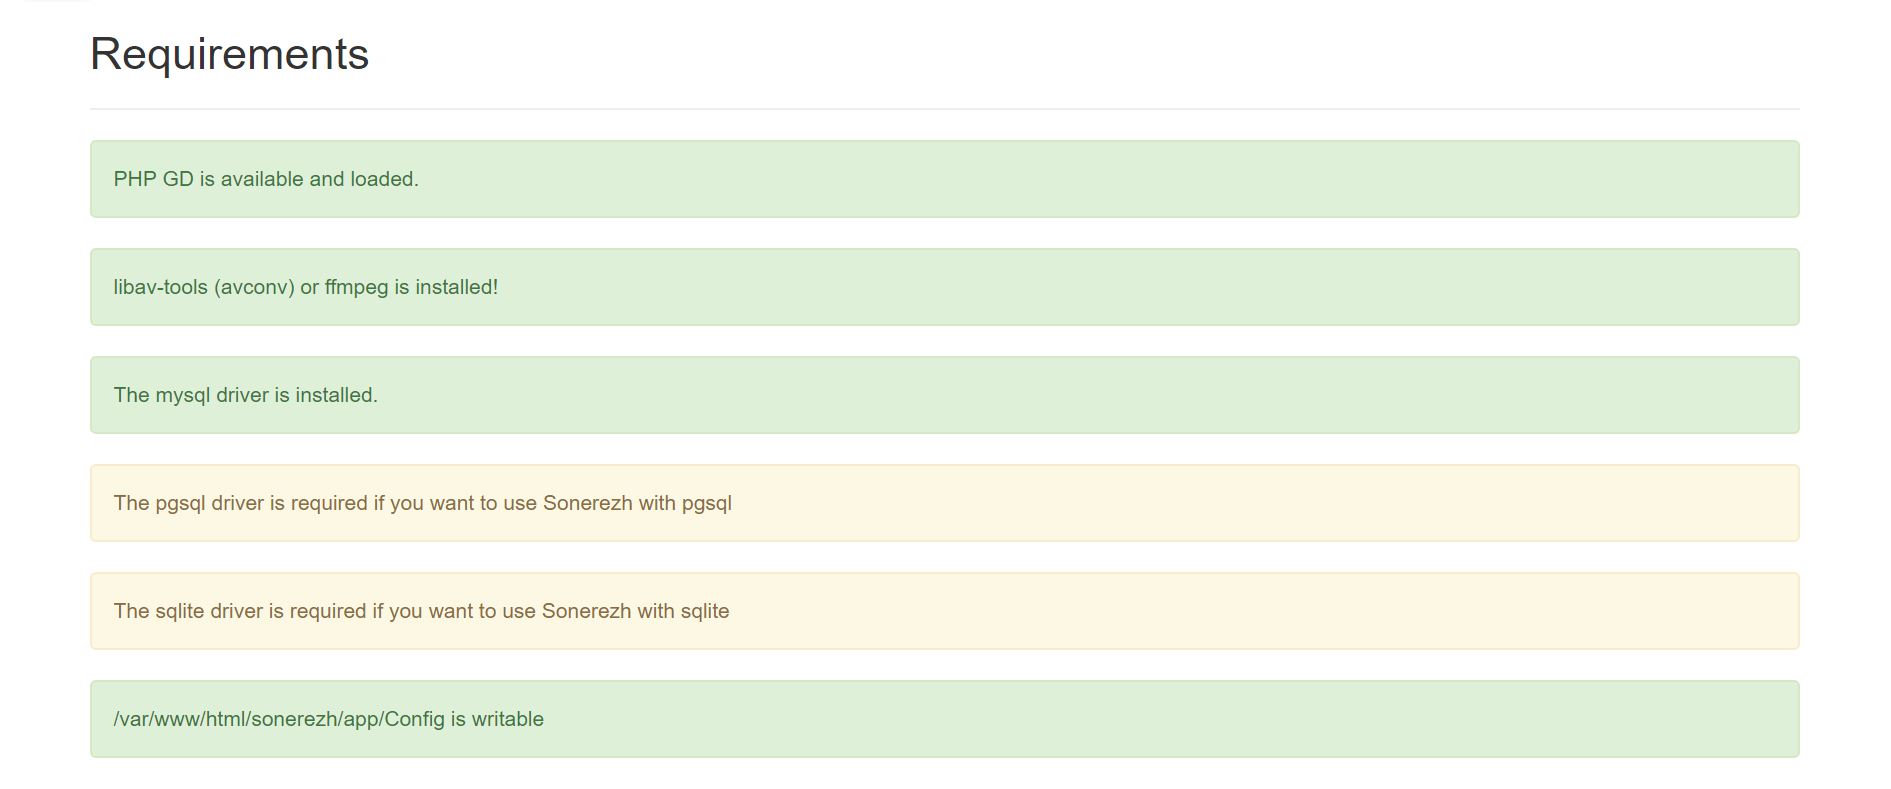 Requirements
PHP GD is available and loaded.
libav-tools (avconv) or ffmpeg is installed!
The mysql driver is installed.
The pgsql driver is required if you want to use Sonerezh with pgsql
The sqlite driver is required if you want to use Sonerezh with sqlite
/var/www/html/sonerezh/app/Config is writable